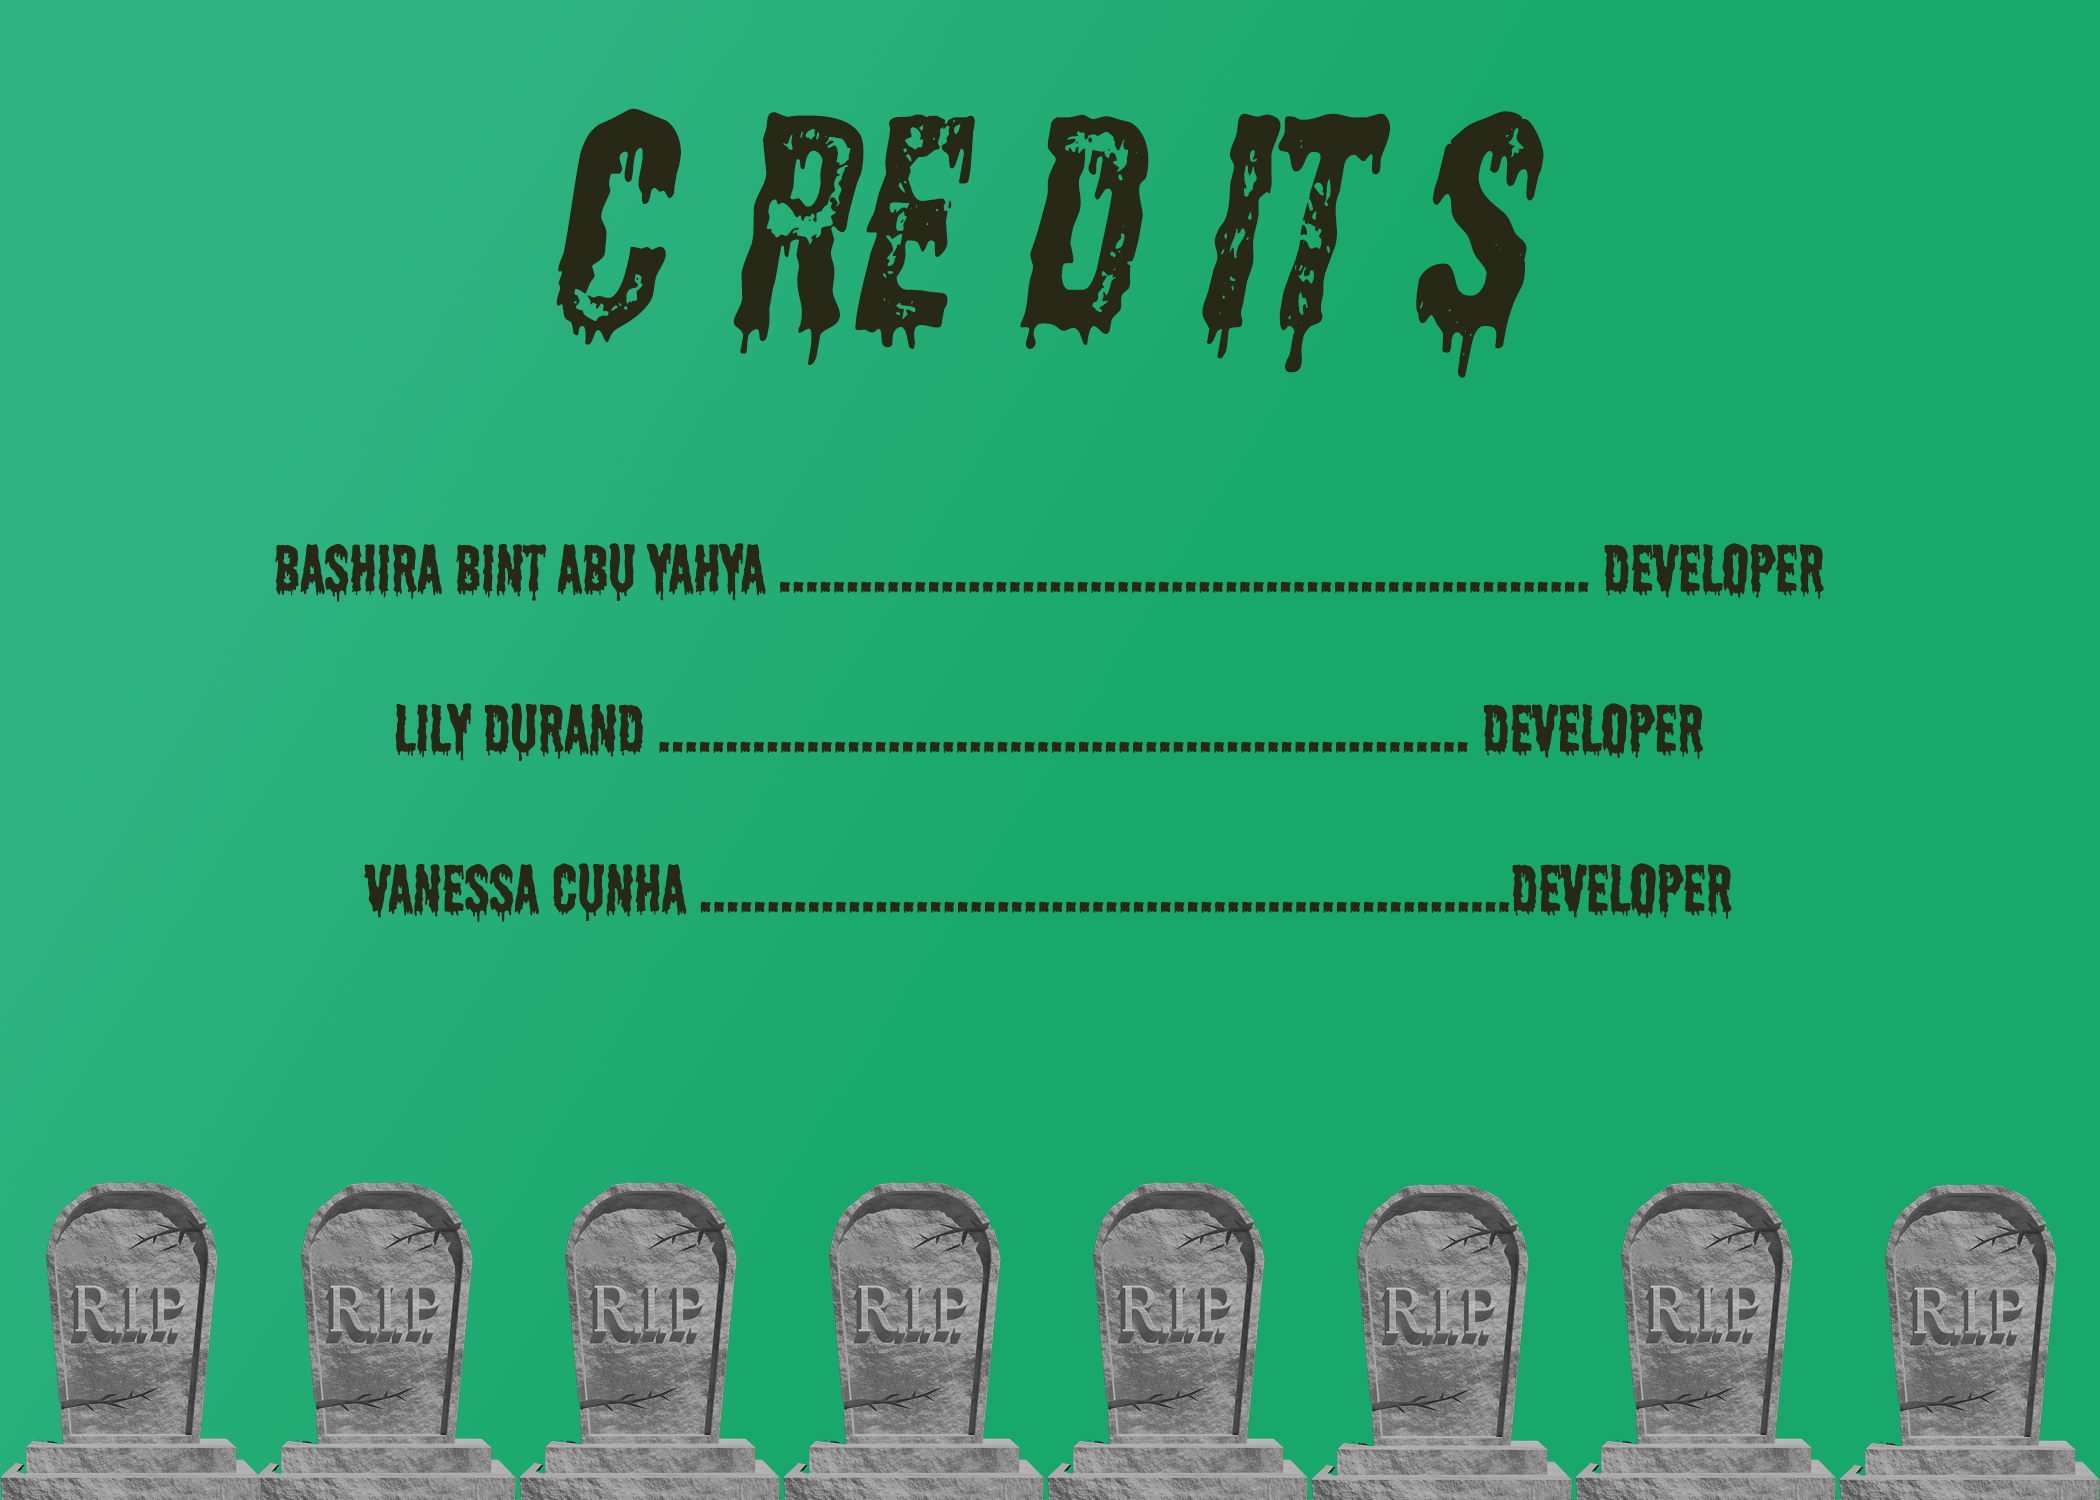 CREDITS
BASHIRA BINT ABU YAHYA ............................................................ DEVELOPER
LILY DURAND ............................................................ DEVELOPER
VANESSA CUNHA ............................................................DEVELOPER
R.I.P. R.I.P. R.I.P. R.I.P. R.I.P. R.I.P. R.I.P. R.I.P.